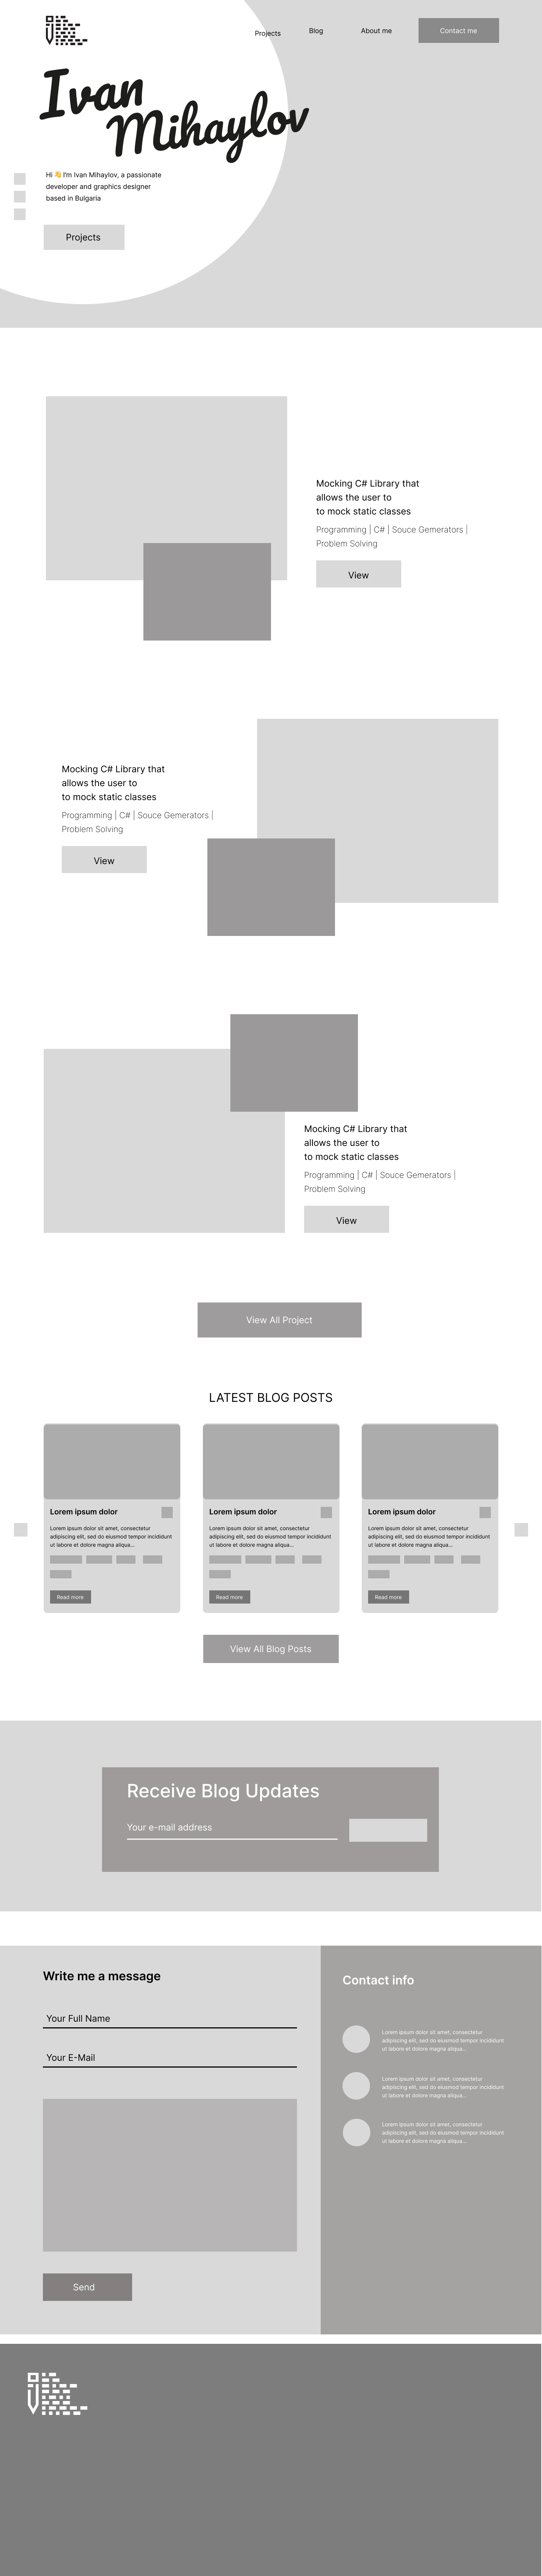 Projects
Blog
About me
Contact me
Ivan
Mihaylov
Hi 👋 I'm Ivan Mihaylov, a passionate
developer and graphics designer
based in Bulgaria
Projects
Mocking C# Library that
allows the user to
to mock static classes
Programming | C# | Souce Gemerators |
Problem Solving
View
Mocking C# Library that
allows the user to
to mock static classes
Programming | C# | Souce Gemerators |
Problem Solving
View
Mocking C# Library that
allows the user to
to mock static classes
Programming | C# | Souce Gemerators |
Problem Solving
View
View All Project
LATEST BLOG POSTS
Lorem ipsum dolor
Lorem ipsum dolor sit amet, consectetur
adipiscing elit, sed do eiusmod tempor incididunt
ut labore et dolore magna aliqua...
Read more
Lorem ipsum dolor
Lorem ipsum dolor sit amet, consectetur
adipiscing elit, sed do eiusmod tempor incididunt
ut labore et dolore magna aliqua...
Read more
Lorem ipsum dolor
Lorem ipsum dolor sit amet, consectetur
adipiscing elit, sed do eiusmod tempor incididunt
ut labore et dolore magna aliqua...
Read more
View All Blog Posts
Receive Blog Updates
Your e-mail address
Write me a message
Your Full Name
Your E-Mail
Send
Contact info
Lorem ipsum dolor sit amet, consectetur
adipiscing elit, sed do eiusmod tempor incididunt
ut labore et dolore magna aliqua...
Lorem ipsum dolor sit amet, consectetur
adipiscing elit, sed do eiusmod tempor incididunt
ut labore et dolore magna aliqua...
Lorem ipsum dolor sit amet, consectetur
adipiscing elit, sed do eiusmod tempor incididunt
ut labore et dolore magna aliqua...